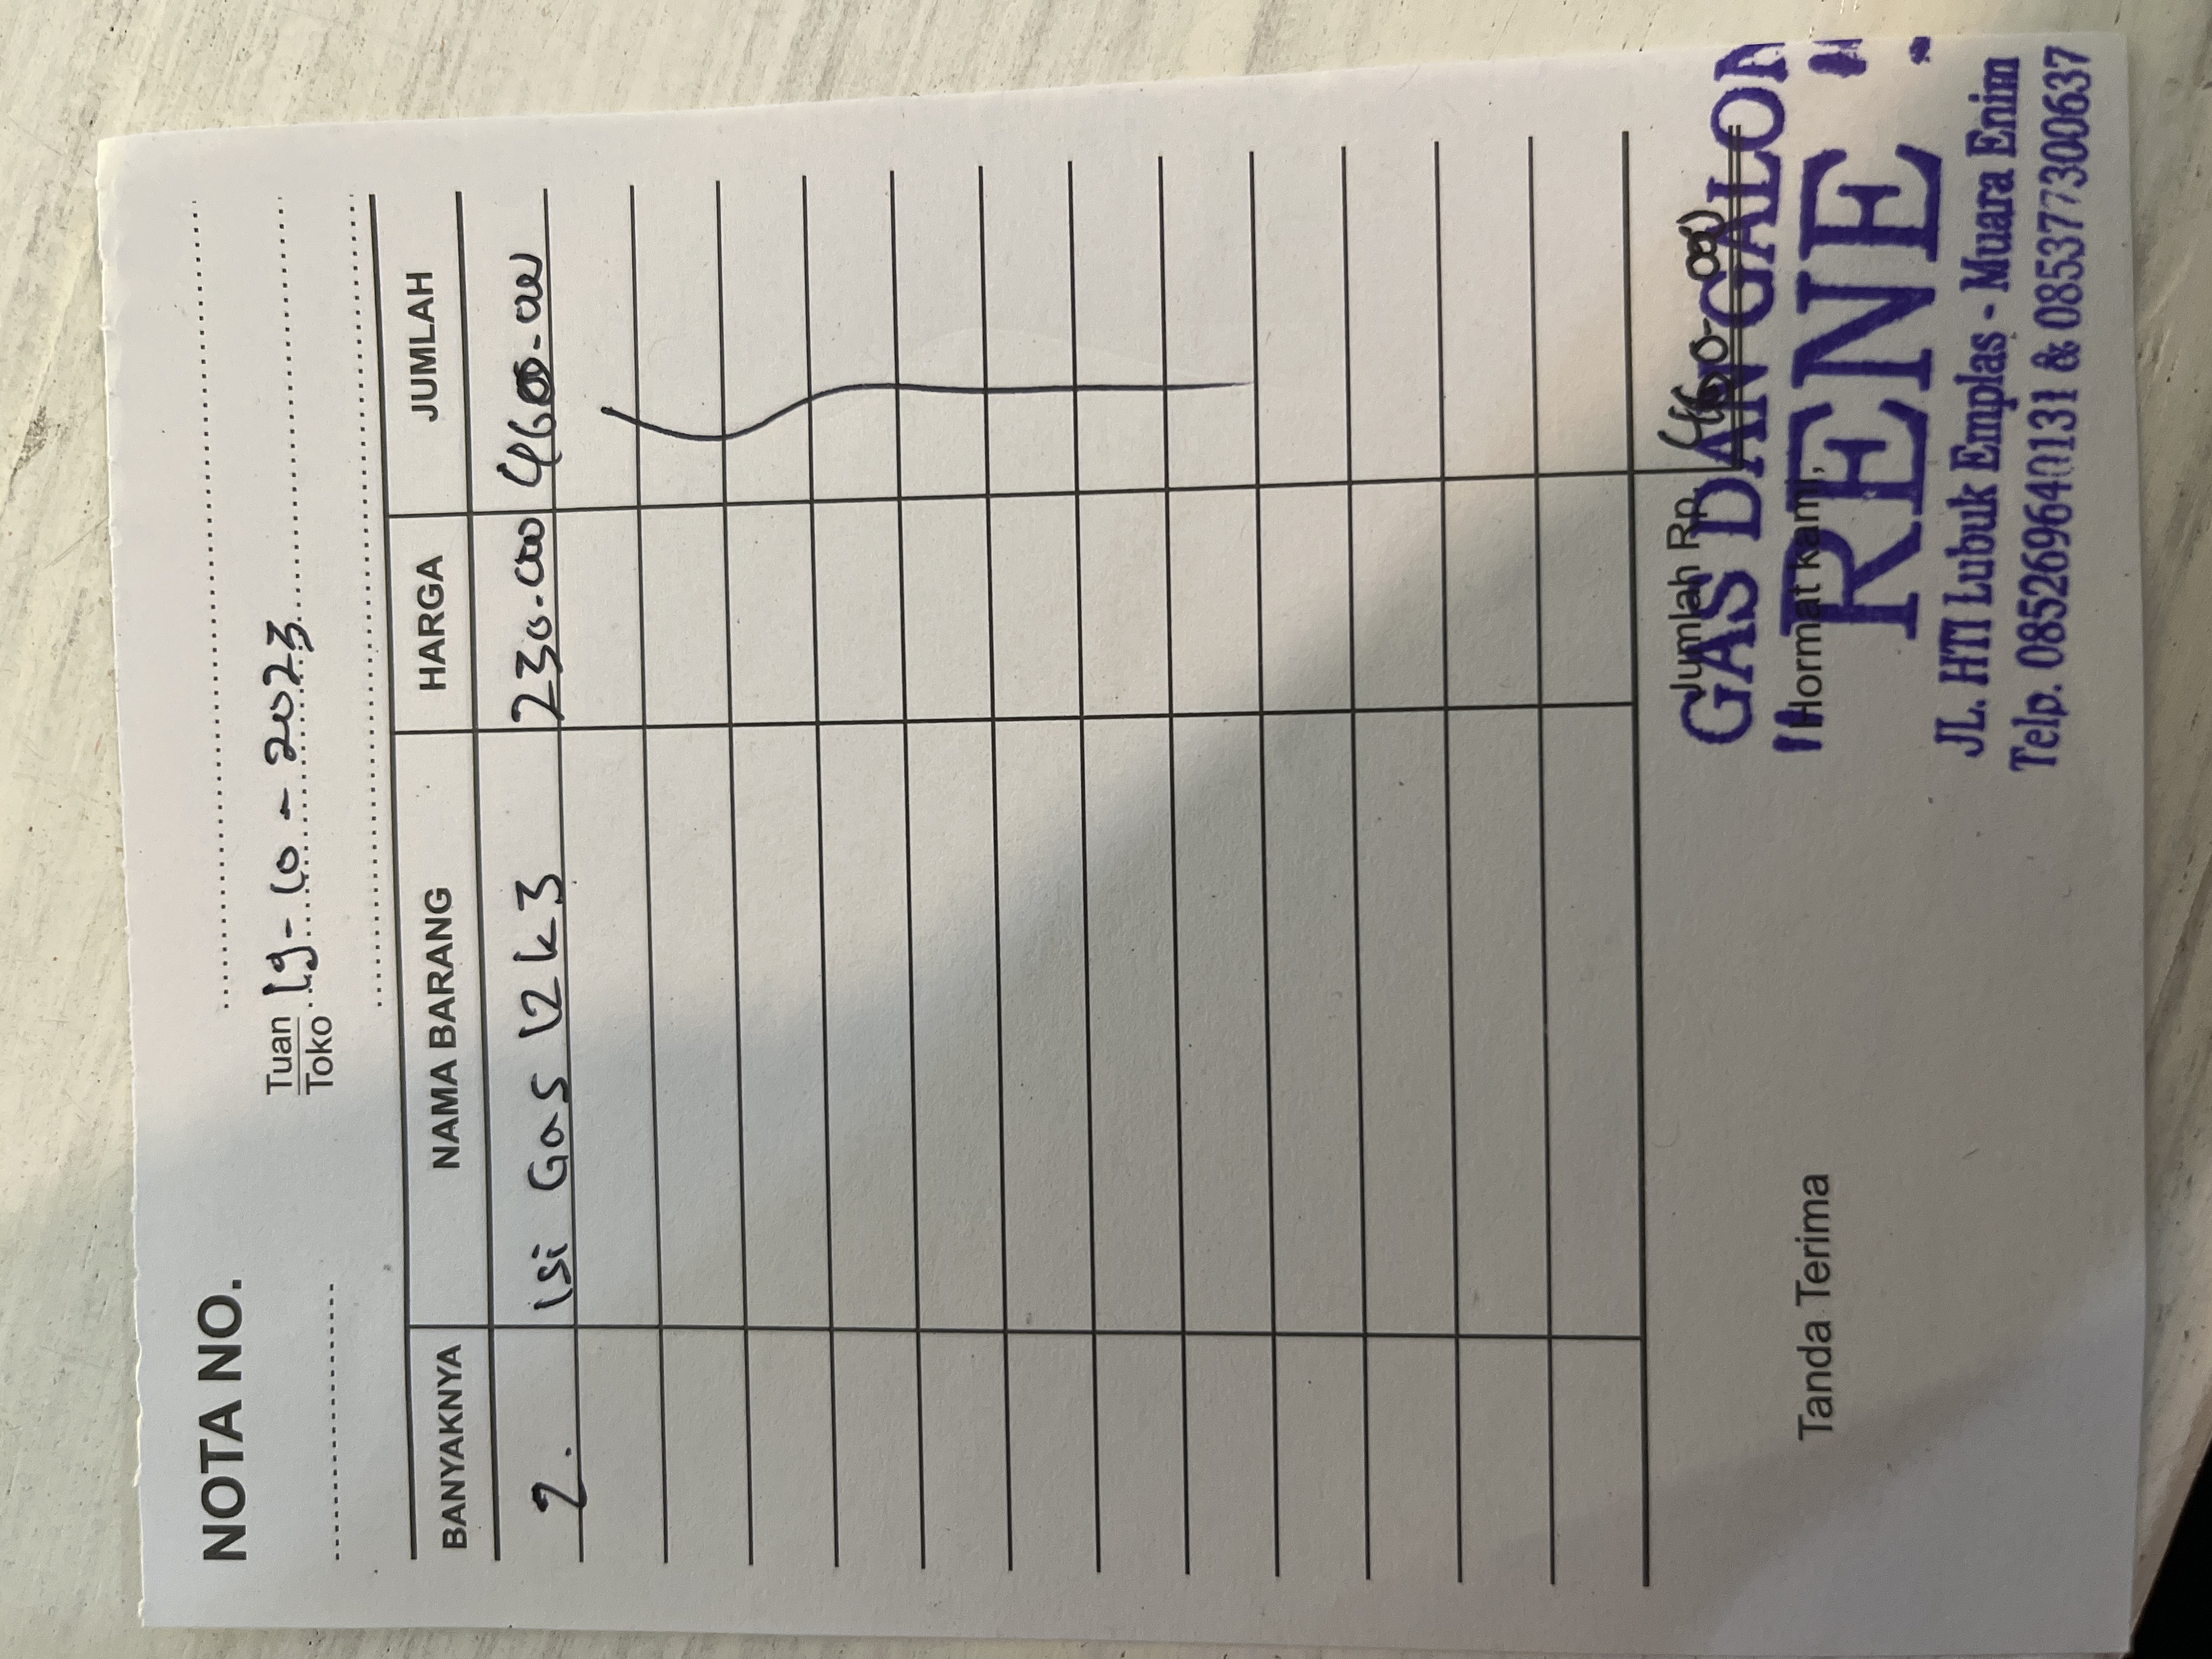 NOTA NO.
Tuan
Toko
19-10-2023
BANYAKNYA NAMA BARANG HARGA JUMLAH
2. Isi Gas 12 kg 230.000 460.000
Jumlah Rp. 460.000
GAS DAN GALON
Tanda Terima Hormat Kami,
"RENE"
JL. HTI Lubuk Emplas - Muara Enim
Telp. 085269640131 & 085377300637